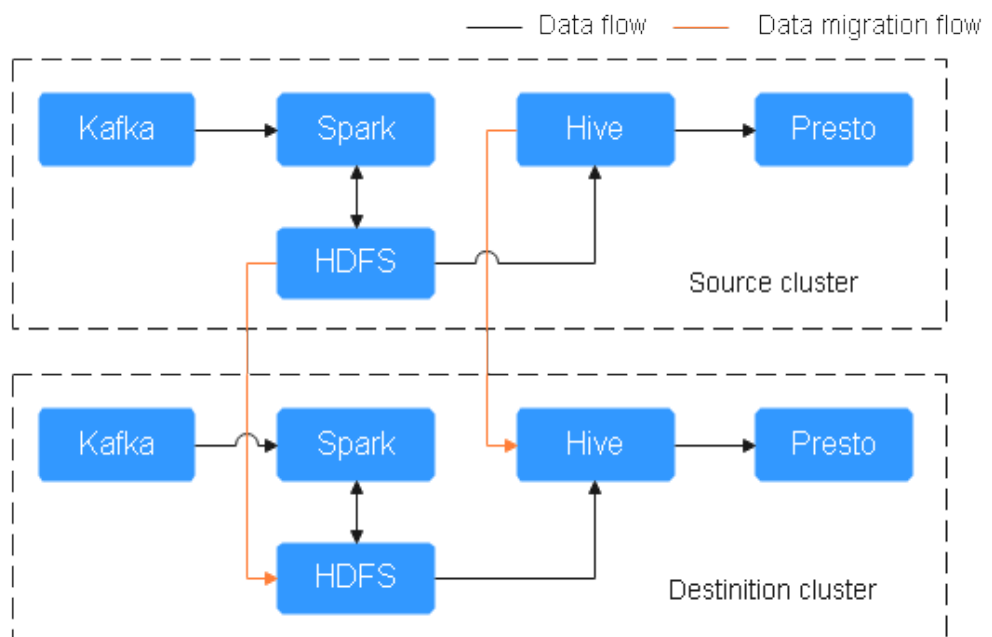 Data flow Data migration flow
Kafka Spark Hive Presto
HDFS
Source cluster
Kafka Spark Hive Presto
HDFS
Destinition cluster